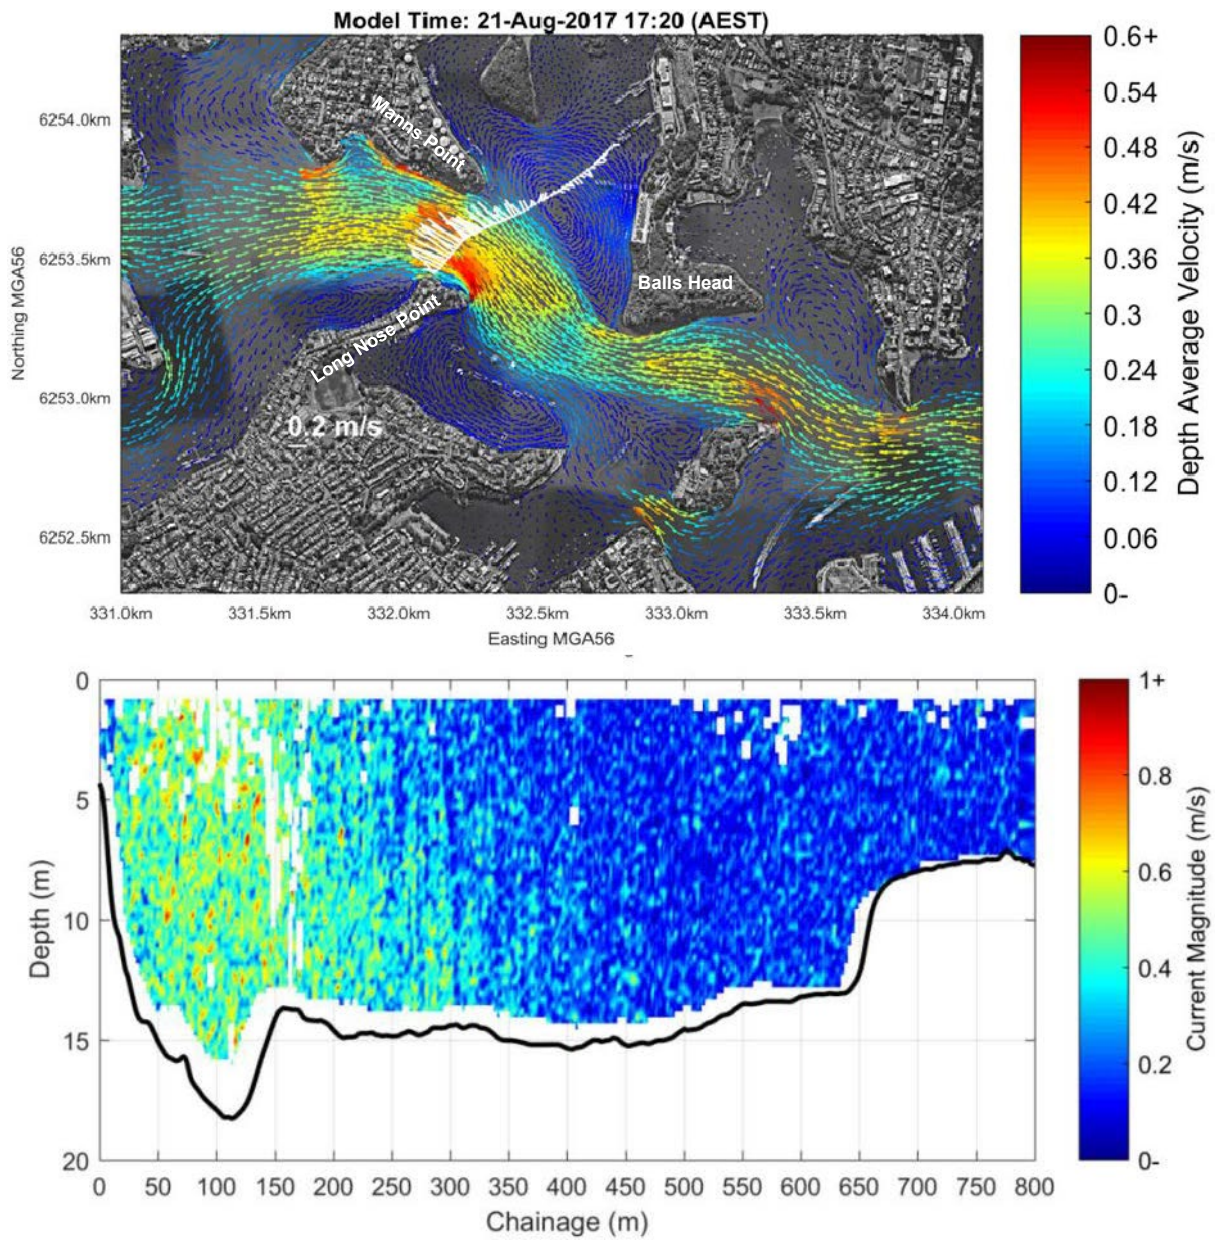 Model Time: 21-Aug-2017 17:20 (AEST)
6254.0km
6253.5km
6253.0km
6252.5km
Northing MGA56
Manns Point
Balls Head
Long Nose Point
0.2 m/s
331.0km 331.5km 332.0km 332.5km 333.0km 333.5km 334.0km
Easting MGA56
0.6+
0.54
0.48
0.42
0.36
0.3
0.24
0.18
0.12
0.06
0-
Depth Average Velocity (m/s)
0
5
10
15
20
Depth (m)
0 50 100 150 200 250 300 350 400 450 500 550 600 650 700 750 800
Chainage (m)
1+
0.8
0.6
0.4
0.2
0-
Current Magnitude (m/s)